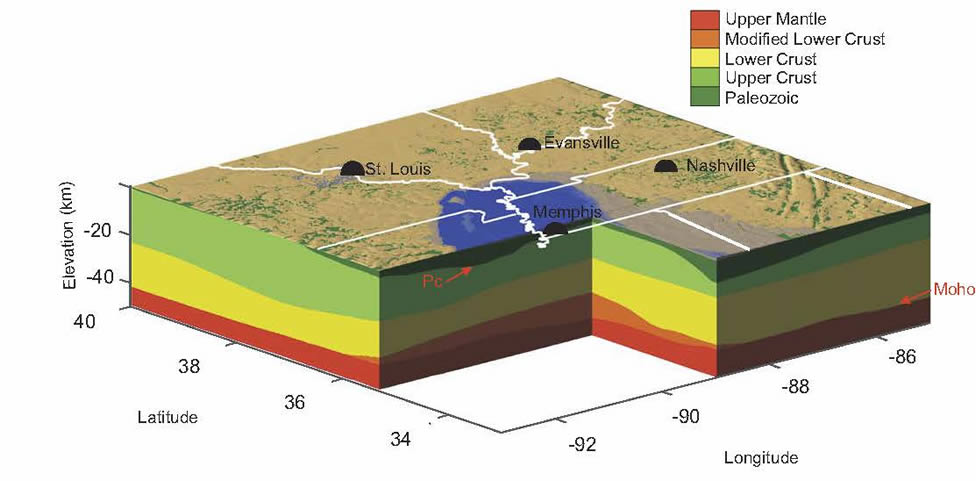 Upper Mantle
Modified Lower Crust
Lower Crust
Upper Crust
Paleozoic
Evansville
St. Louis
Nashville
Memphis
Elevation (km)
-20
-40
Pc
Moho
40
38
36
34
Latitude
-86
-88
-90
-92
Longitude